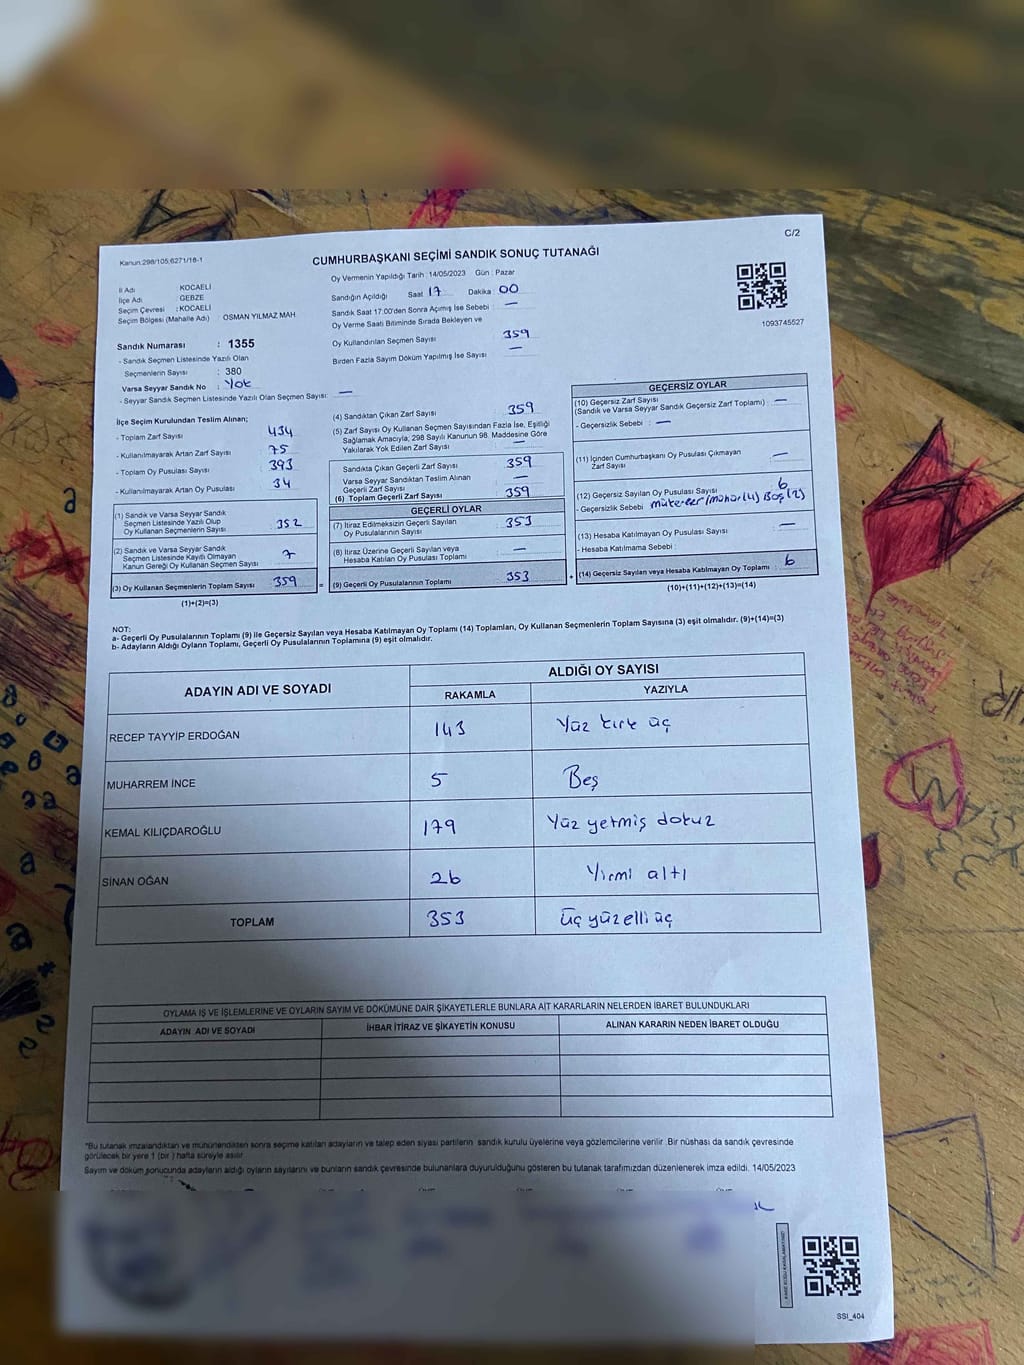 C/2
Kanun:298/105;6271/18-1
CUMHURBAŞKANI SEÇİMİ SANDIK SONUÇ TUTANAĞI
İl Adı : KOCAELİ
İlçe Adı : GEBZE
Seçim Çevresi : KOCAELİ
Seçim Bölgesi (Mahalle Adı) : OSMAN YILMAZ MAH.
Sandık Numarası : 1355
- Sandık Seçmen Listesinde Yazılı Olan
Seçmenlerin Sayısı : 380
Varsa Seyyar Sandık No : Yok
- Seyyar Sandık Seçmen Listesinde Yazılı Olan Seçmen Sayısı: —
Oy Vermenin Yapıldığı Tarih : 14/05/2023 Gün : Pazar
Sandığın Açıldığı Saat 17 Dakika 00
Sandık Saat 17:00'den Sonra Açımış İse Sebebi : —
Oy Verme Saati Bitiminde Sırada Bekleyen ve
Oy Kullandırılan Seçmen Sayısı 359
Birden Fazla Sayım Döküm Yapılmış İse Sayısı —
1093745527
İlçe Seçim Kurulundan Teslim Alınan;
- Toplam Zarf Sayısı 434
- Kullanılmayarak Artan Zarf Sayısı 75
- Toplam Oy Pusulası Sayısı 393
- Kullanılmayarak Artan Oy Pusulası 34
(1) Sandık ve Varsa Seyyar Sandık
Seçmen Listesinde Yazılı Olup
Oy Kullanan Seçmenlerin Sayısı 352
(2) Sandık ve Varsa Seyyar Sandık
Seçmen Listesinde Kayıtlı Olmayan
Kanun Gereği Oy Kullanan Seçmen Sayısı 7
(3) Oy Kullanan Seçmenlerin Toplam Sayısı 359 =
(1)+(2)=(3)
(4) Sandıktan Çıkan Zarf Sayısı 359
(5) Zarf Sayısı Oy Kullanan Seçmen Sayısından Fazla İse, Eşitliği
Sağlamak Amacıyla; 298 Sayılı Kanunun 98. Maddesine Göre
Yakılarak Yok Edilen Zarf Sayısı —
Sandıkta Çıkan Geçerli Zarf Sayısı 359
Varsa Seyyar Sandıktan Teslim Alınan
Geçerli Zarf Sayısı —
(6) Toplam Geçerli Zarf Sayısı 359
GEÇERLİ OYLAR
(7) İtiraz Edilmeksizin Geçerli Sayılan
Oy Pusulalarının Sayısı 353
(8) İtiraz Üzerine Geçerli Sayılan veya
Hesaba Katılan Oy Pusulası Toplamı —
(9) Geçerli Oy Pusulalarının Toplamı 353 +
GEÇERSİZ OYLAR
(10) Geçersiz Zarf Sayısı
(Sandık ve Varsa Seyyar Sandık Geçersiz Zarf Toplamı) : —
- Geçersizlik Sebebi : —
(11) İçinden Cumhurbaşkanı Oy Pusulası Çıkmayan
Zarf Sayısı —
(12) Geçersiz Sayılan Oy Pusulası Sayısı 6
- Geçersizlik Sebebi (4) Boş (2)
(13) Hesaba Katılmayan Oy Pusulası Sayısı —
- Hesaba Katılmama Sebebi :
(14) Geçersiz Sayılan veya Hesaba Katılmayan Oy Toplamı : 6
(10)+(11)+(12)+(13)=(14)
NOT:
a- Geçerli Oy Pusulalarının Toplamı (9) ile Geçersiz Sayılan veya Hesaba Katılmayan Oy Toplamı (14) Toplamları, Oy Kullanan Seçmenlerin Toplam Sayısına (3) eşit olmalıdır. (9)+(14)=(3)
b- Adayların Aldığı Oyların Toplamı, Geçerli Oy Pusulalarının Toplamına (9) eşit olmalıdır.
ADAYIN ADI VE SOYADI ALDIĞI OY SAYISI
RAKAMLA YAZIYLA
RECEP TAYYİP ERDOĞAN 143 Yüz kırk üç
MUHARREM İNCE 5 Beş
KEMAL KILIÇDAROĞLU 179 Yüz yetmiş dokuz
SİNAN OĞAN 26 Yirmi altı
TOPLAM 353 Üç yüz elli üç
OYLAMA İŞ VE İŞLEMLERİNE VE OYLARIN SAYIM VE DÖKÜMÜNE DAİR ŞİKAYETLERLE BUNLARA AİT KARARLARIN NELERDEN İBARET BULUNDUKLARI
ADAYIN ADI VE SOYADI İHBAR İTİRAZ VE ŞİKAYETİN KONUSU ALINAN KARARIN NEDEN İBARET OLDUĞU
*Bu tutanak imzalandıktan ve mühürlendikten sonra seçime katılan adayların ve talep eden siyasi partilerin sandık kurulu üyelerine veya gözlemcilerine verilir. Bir nüshası da sandık çevresinde
görülecek bir yere 1 (bir ) hafta süreyle asılır.
Sayım ve döküm sonucunda adayların aldığı oyların sayılarını ve bunların sandık çevresinde bulunanlara duyurulduğunu gösteren bu tutanak tarafımızdan düzenlenerek imza edildi. 14/05/2023
SSI_404